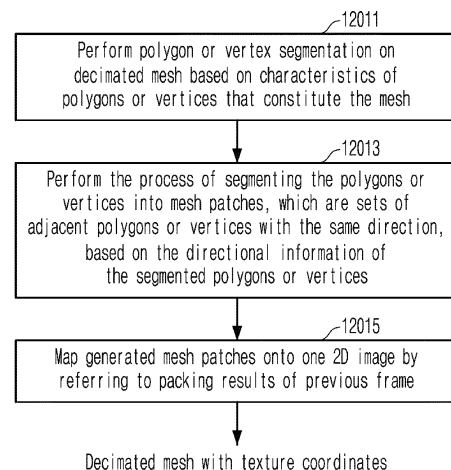 12011
Perform polygon or vertex segmentation on
decimated mesh based on characteristics of
polygons or vertices that constitute the mesh
12013
Perform the process of segmenting the polygons or
vertices into mesh patches, which are sets of
adjacent polygons or vertices with the same direction,
based on the directional information of
the segmented polygons or vertices
12015
Map generated mesh patches onto one 2D image by
referring to packing results of previous frame
Decimated mesh with texture coordinates